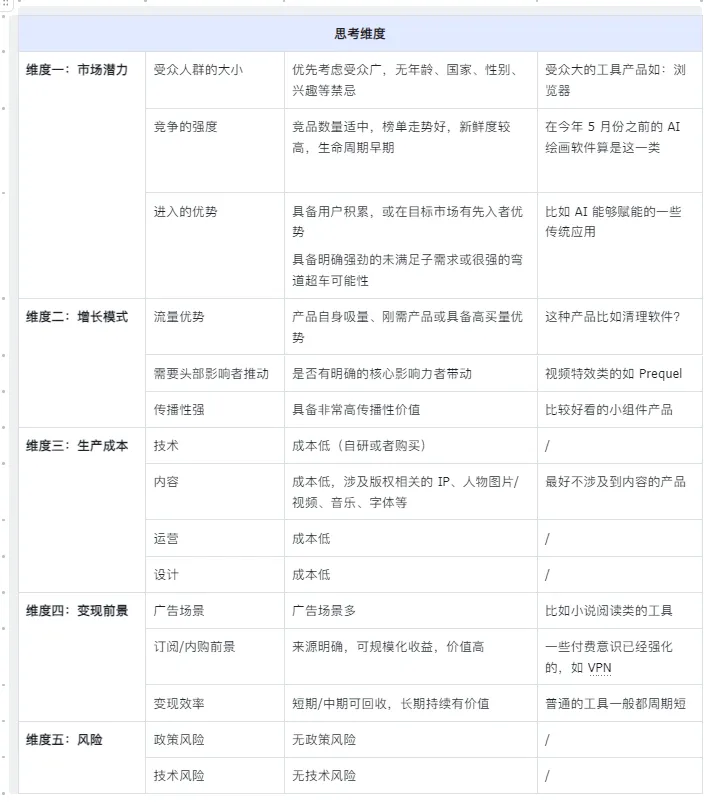 思考维度
维度一：市场潜力
受众人群的大小
优先考虑受众广，无年龄、国家、性别、
兴趣等禁忌
受众大的工具产品如：浏
览器
竞争的强度
竞品数量适中，榜单走势好，新鲜度较
高，生命周期早期
在今年 5 月份之前的 AI
绘画软件算是这一类
进入的优势
具备用户积累，或在目标市场有先入者优
势
具备明确强劲的未满足子需求或很强的弯
道超车可能性
比如 AI 能够赋能的一些
传统应用
维度二：增长模式
流量优势
产品自身吸量、刚需产品或具备高买量优
势
这种产品比如清理软件?
需要头部影响者推动
是否有明确的核心影响力者带动
视频特效类的如 Prequel
传播性强
具备非常高传播性价值
比较好看的小组件产品
维度三：生产成本
技术
成本低（自研或者购买）
/
内容
成本低，涉及版权相关的 IP、人物图片/
视频、音乐、字体等
最好不涉及到内容的产品
运营
成本低
/
设计
成本低
/
维度四：变现前景
广告场景
广告场景多
比如小说阅读类的工具
订阅/内购前景
来源明确，可规模化收益，价值高
一些付费意识已经强化
的，如 VPN
变现效率
短期/中期可回收，长期持续有价值
普通的工具一般都周期短
维度五：风险
政策风险
无政策风险
/
技术风险
无技术风险
/